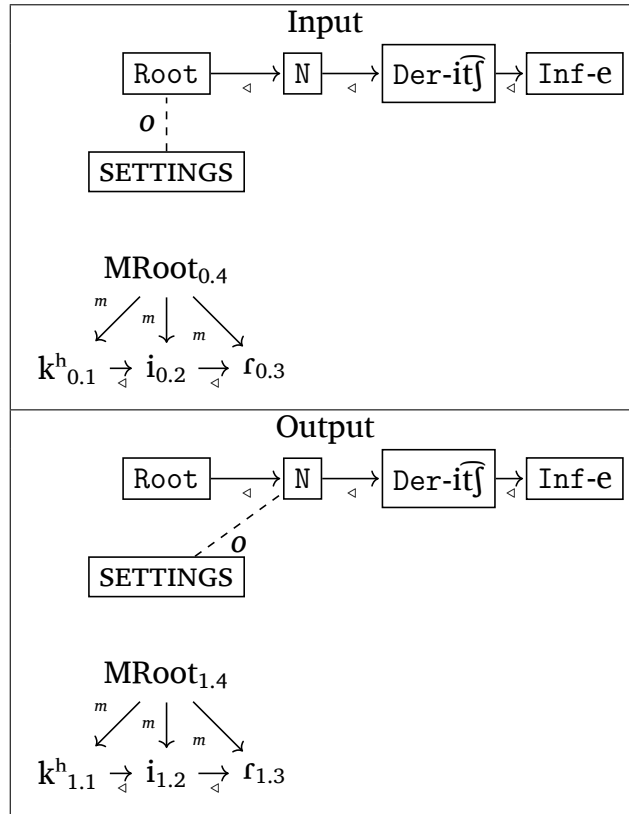 Input
Root ◃ N ◃ Der-it͡ʃ ◃ Inf-e
o
SETTINGS
MRoot0.4
m m m
kʰ0.1 ◃ i0.2 ◃ ɾ0.3
Output
Root ◃ N ◃ Der-it͡ʃ ◃ Inf-e
o
SETTINGS
MRoot1.4
m m m
kʰ1.1 ◃ i1.2 ◃ ɾ1.3